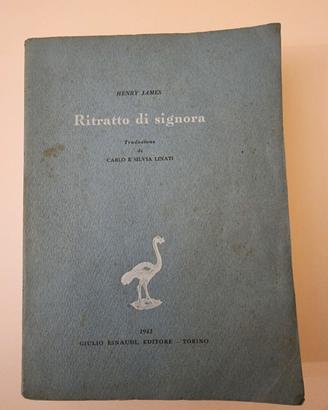 HENRY JAMES
Ritratto di signora
Traduzione
di
CARLO E SILVIA LINATI
1943
GIULIO EINAUDI, EDITORE - TORINO